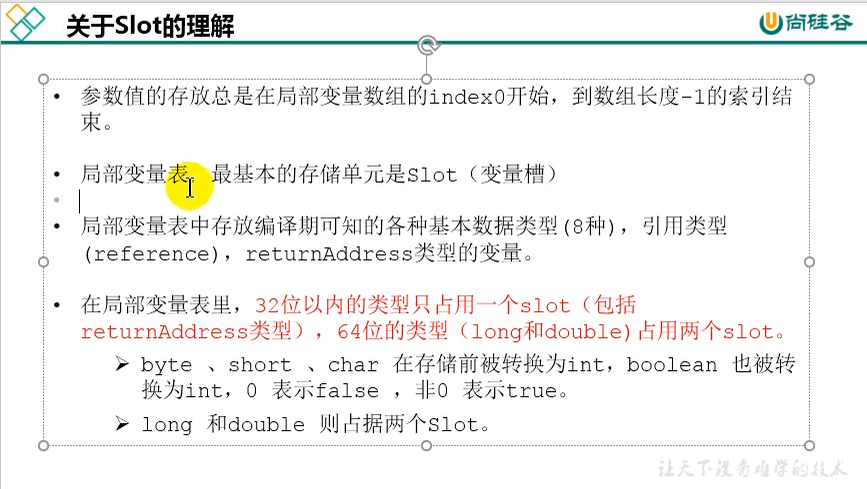 关于Slot的理解
尚硅谷
• 参数值的存放总是在局部变量数组的index0开始，到数组长度-1的索引结
束。
• 局部变量表，最基本的存储单元是Slot（变量槽）
•
• 局部变量表中存放编译期可知的各种基本数据类型(8种)，引用类型
(reference)，returnAddress类型的变量。
• 在局部变量表里，32位以内的类型只占用一个slot（包括
returnAddress类型），64位的类型（long和double)占用两个slot。
➢ byte 、short 、char 在存储前被转换为int，boolean 也被转
换为int，0 表示false ，非0 表示true。
➢ long 和double 则占据两个Slot。
让天下没有难学的技术